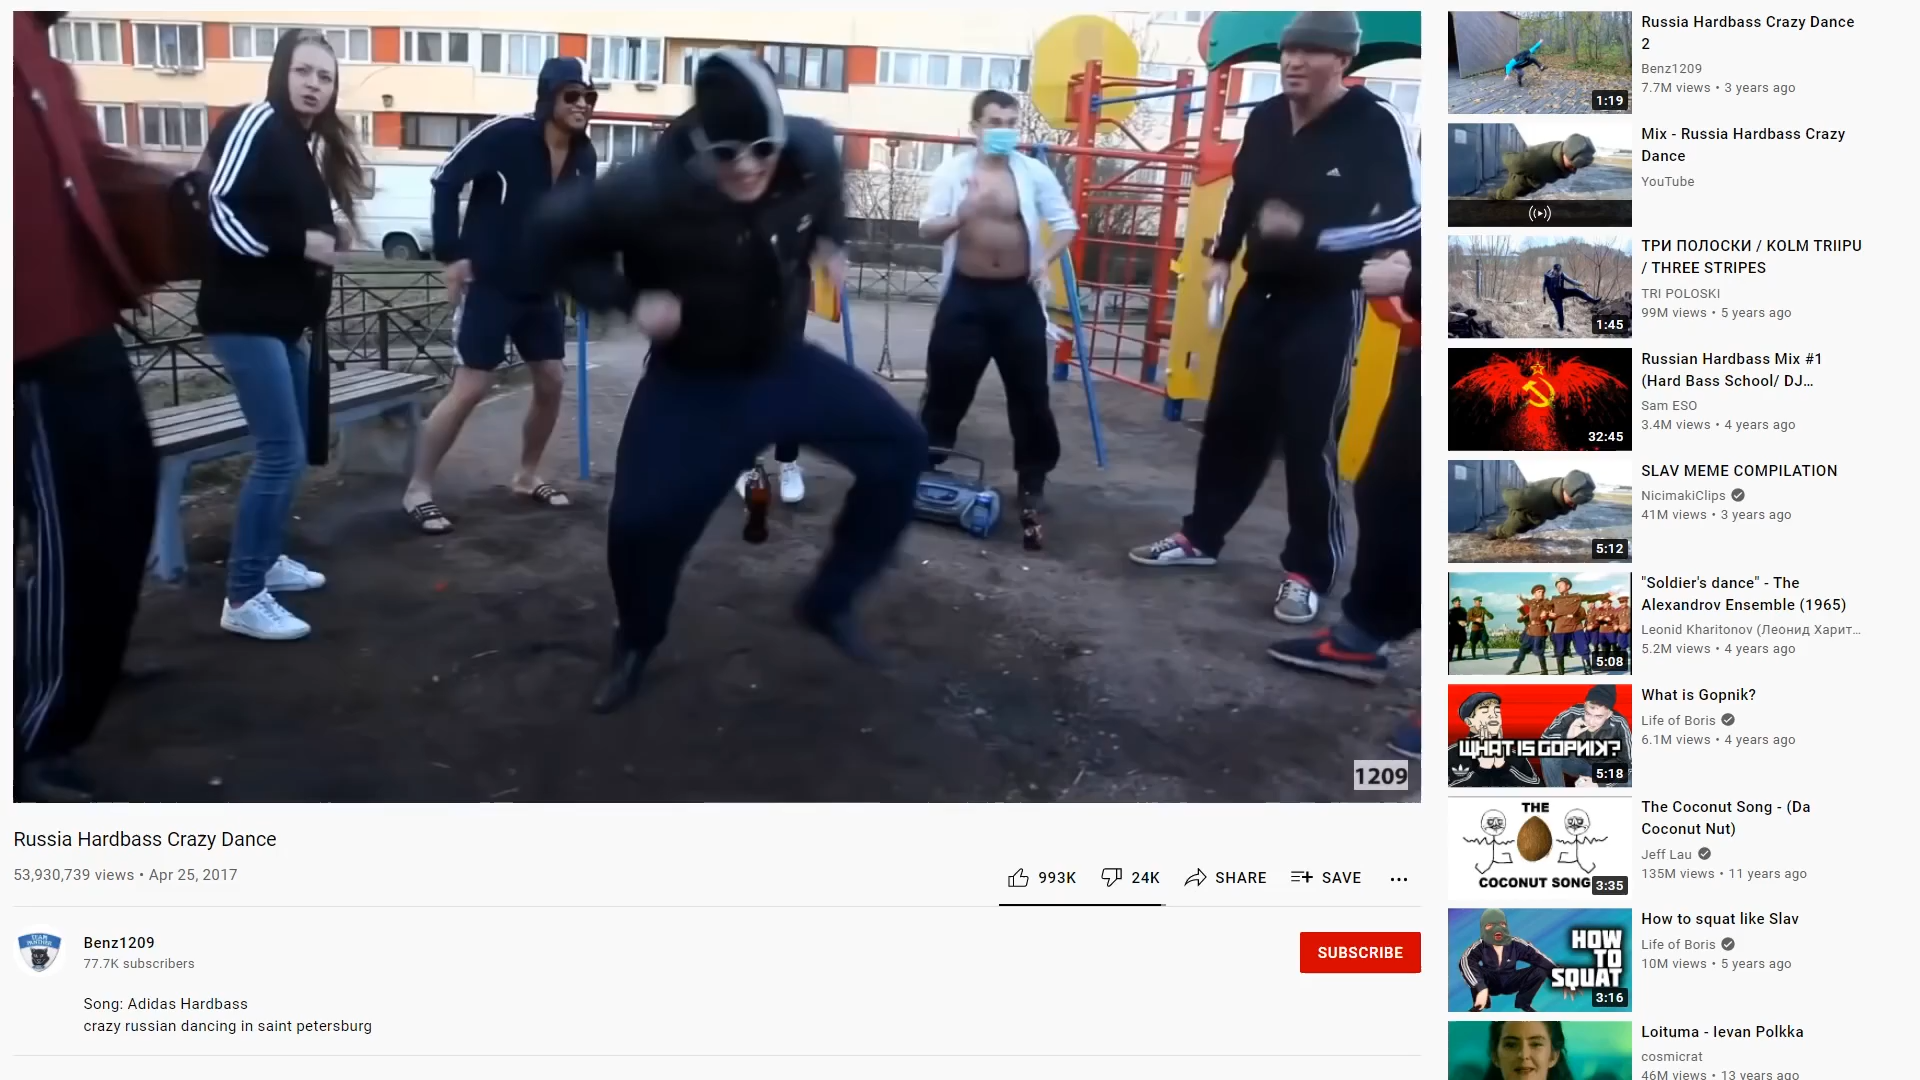 1209
Russia Hardbass Crazy Dance
53,930,739 views • Apr 25, 2017
993K
24K
SHARE
SAVE
TEAM
PANTHER
Benz1209
77.7K subscribers
SUBSCRIBE
Song: Adidas Hardbass
crazy russian dancing in saint petersburg
1:19
Russia Hardbass Crazy Dance
2
Benz1209
7.7M views • 3 years ago
Mix - Russia Hardbass Crazy
Dance
YouTube
1:45
ТРИ ПОЛОСКИ / KOLM TRIIPU
/ THREE STRIPES
TRI POLOSKI
99M views • 5 years ago
32:45
Russian Hardbass Mix #1
(Hard Bass School/ DJ…
Sam ESO
3.4M views • 4 years ago
5:12
SLAV MEME COMPILATION
NicimakiClips
41M views • 3 years ago
5:08
"Soldier's dance" - The
Alexandrov Ensemble (1965)
Leonid Kharitonov (Леонид Харит…
5.2M views • 4 years ago
WHAT IS GOPNIK?
5:18
What is Gopnik?
Life of Boris
6.1M views • 4 years ago
THE
COCONUT SONG
3:35
The Coconut Song - (Da
Coconut Nut)
Jeff Lau
135M views • 11 years ago
HOW
TO
SQUAT
3:16
How to squat like Slav
Life of Boris
10M views • 5 years ago
Loituma - Ievan Polkka
cosmicrat
46M views • 13 years ago